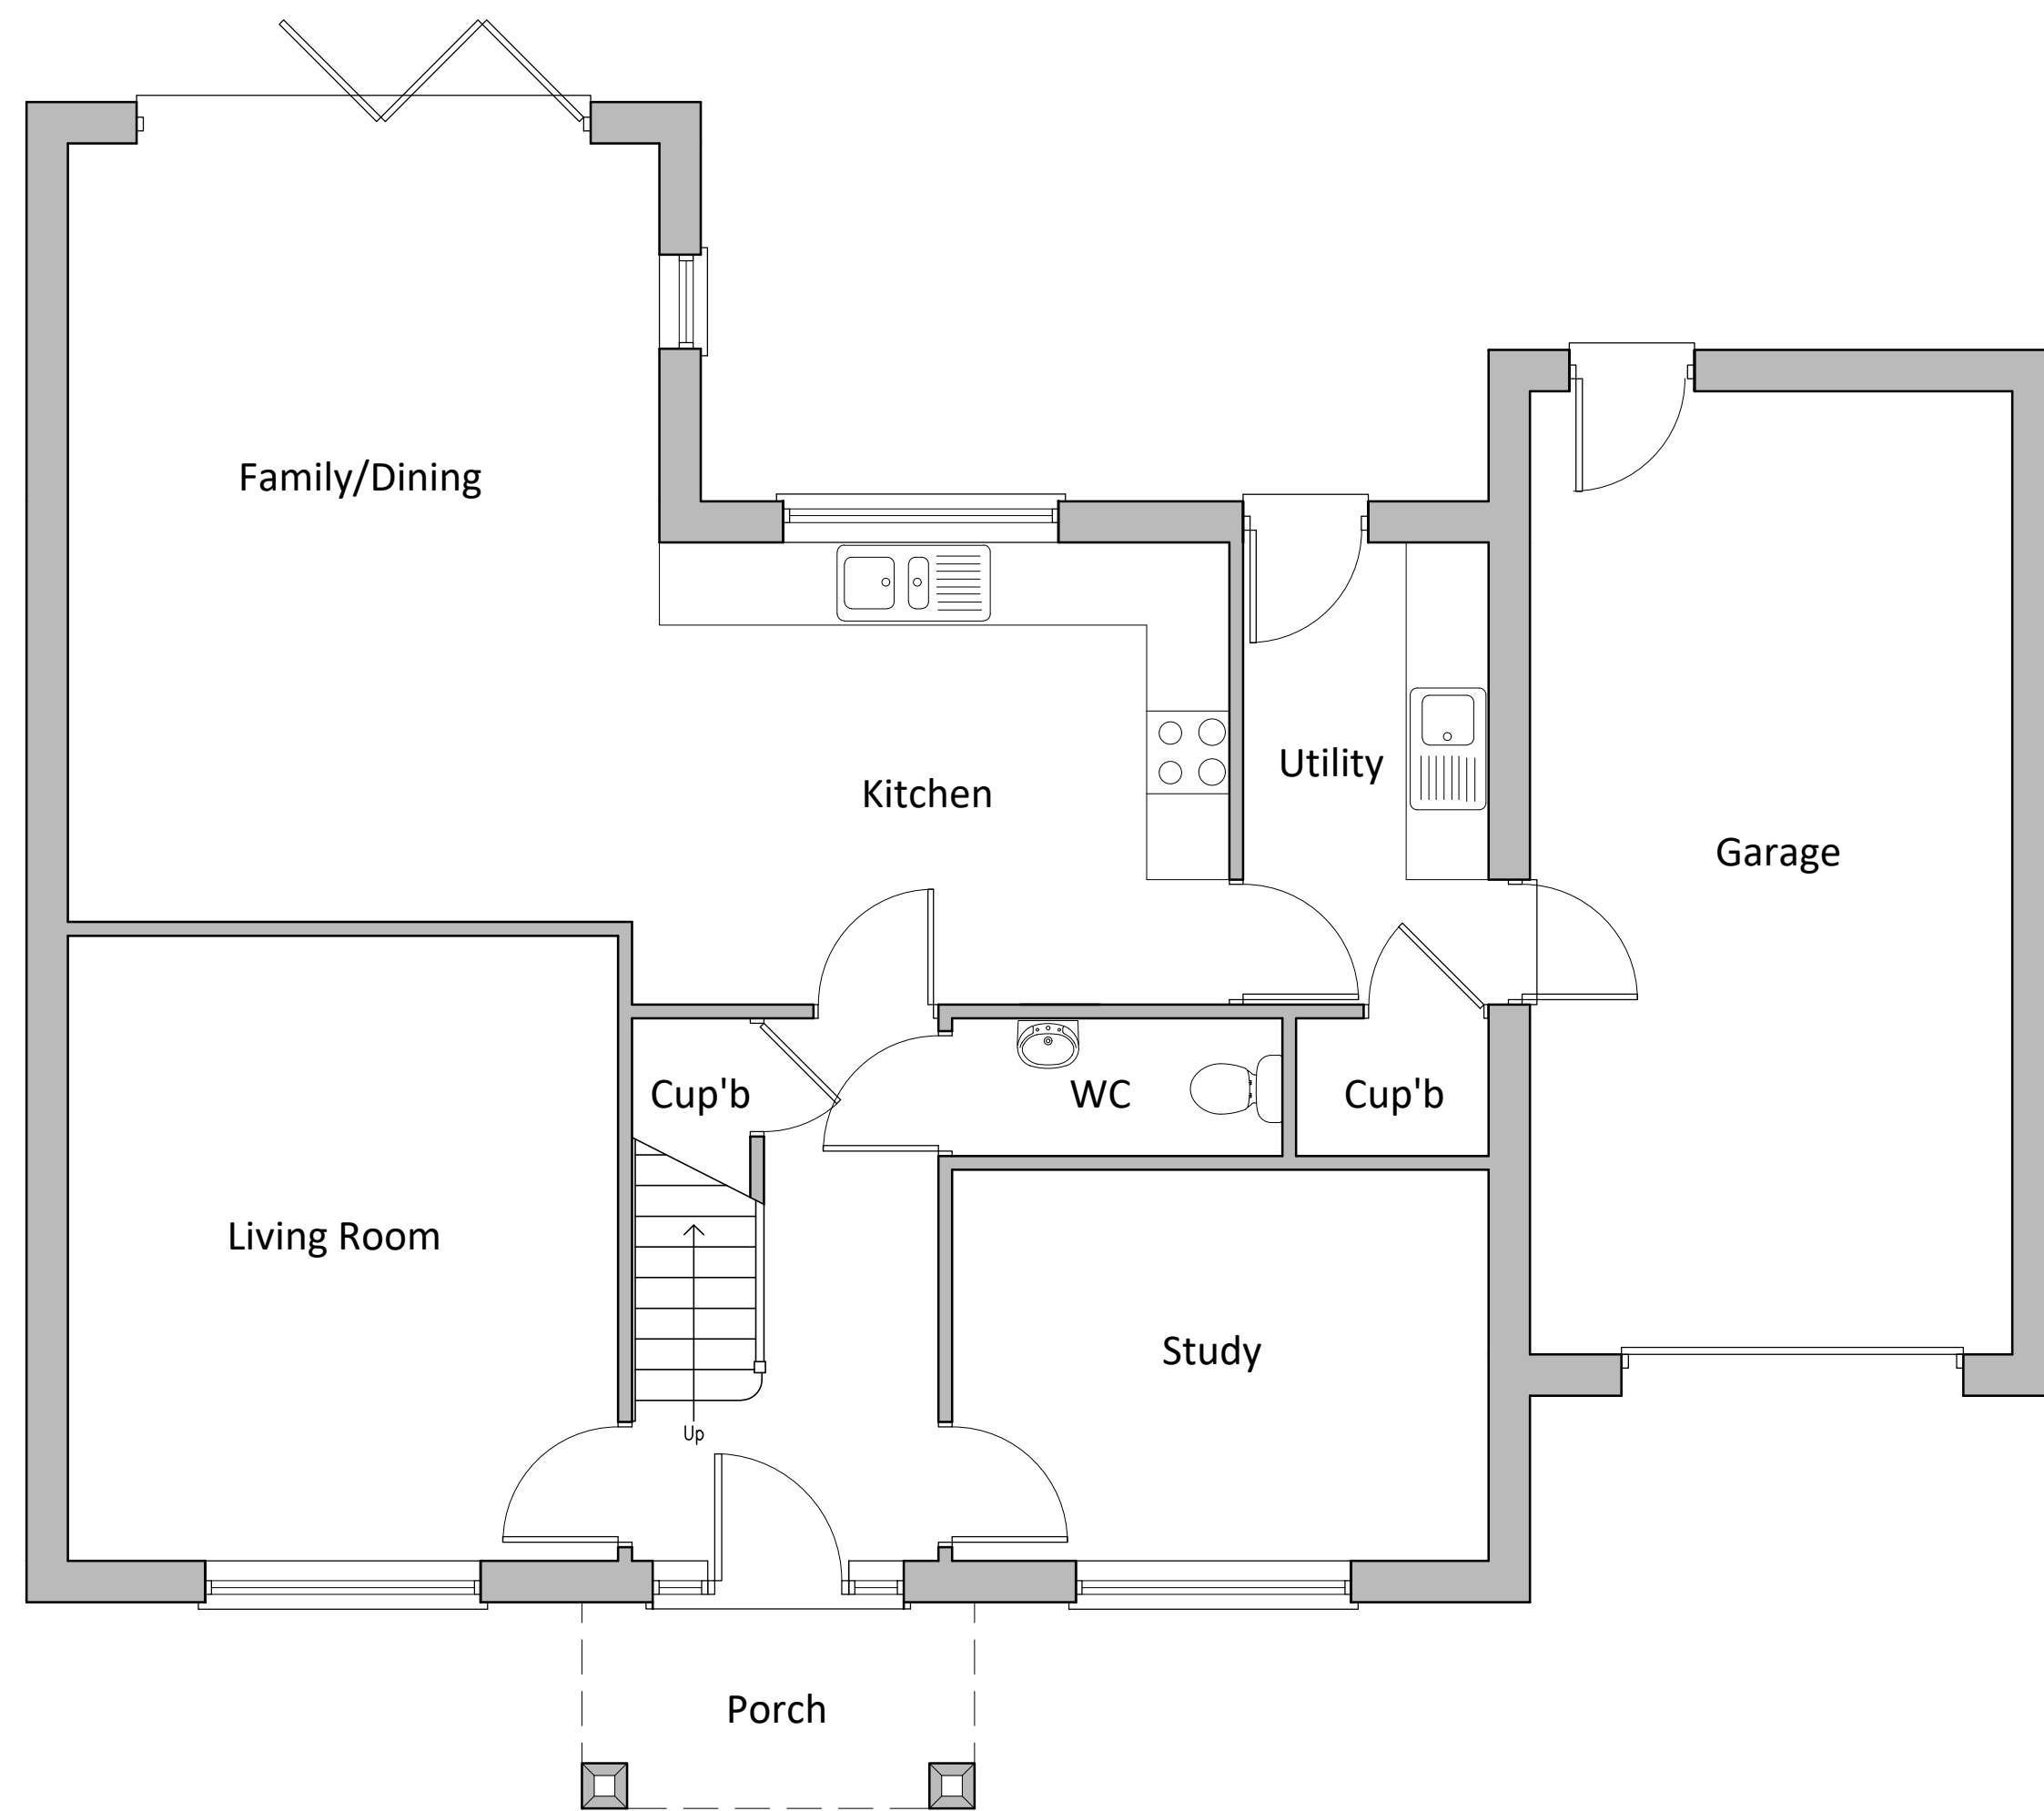 Family/Dining
Kitchen
Utility
Garage
Cup'b
WC
Cup'b
Living Room
Study
Up
Porch